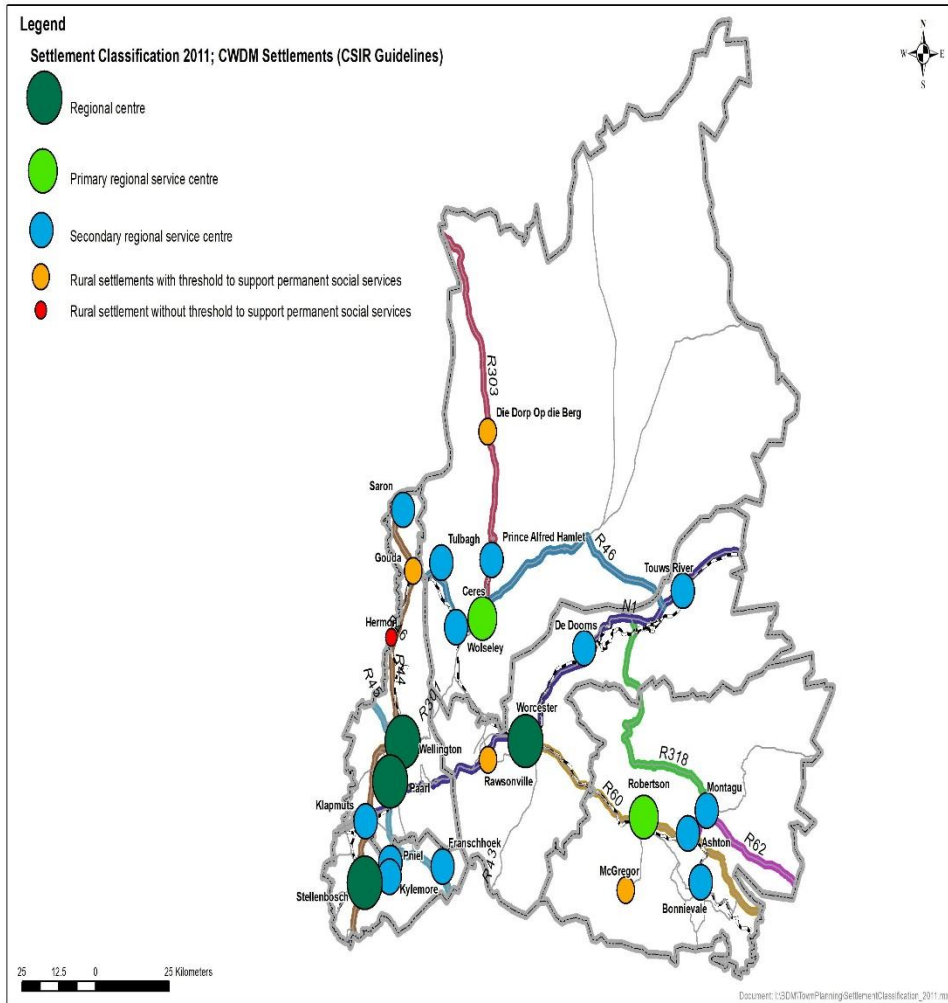 Legend
Settlement Classification 2011; CWDM Settlements (CSIR Guidelines)
Regional centre
Primary regional service centre
Secondary regional service centre
Rural settlements with threshold to support permanent social services
Rural settlement without threshold to support permanent social services
N
W
E
S
R303
Die Dorp Op die Berg
Saron
Tulbagh
Prince Alfred Hamlet
R46
Gouda
Touws River
Ceres
N1
Hermon
De Doorns
Wolseley
R44
R45
R301
Worcester
Wellington
R318
Rawsonville
Paarl
Robertson
Montagu
Klapmuts
R60
R62
Ashton
Franschhoek
Pniel
R43
McGregor
Kylemore
Stellenbosch
Bonnievale
25 12.5 0 25 Kilometers